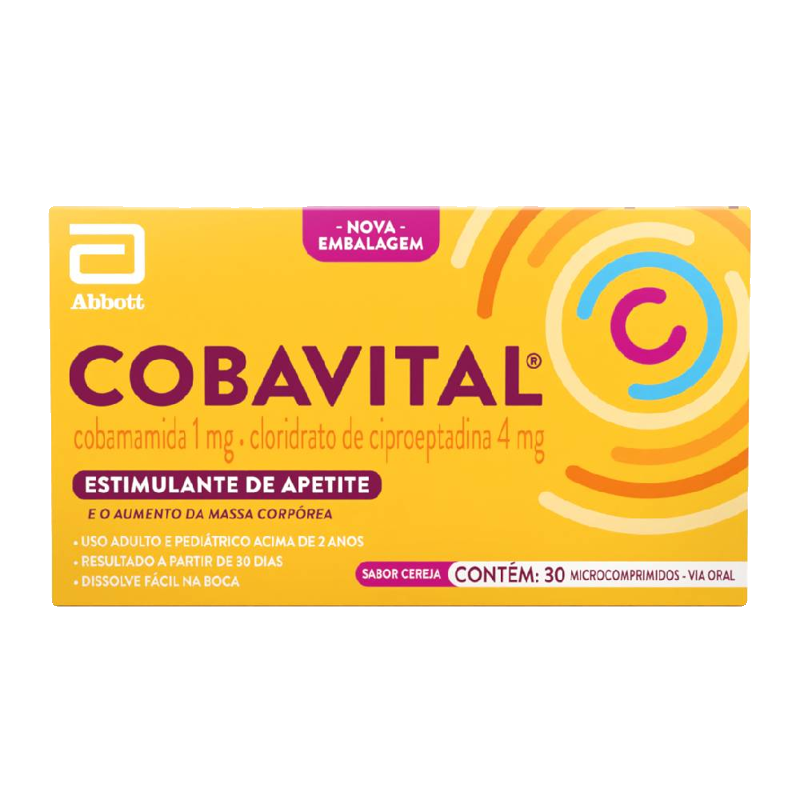 - NOVA -
EMBALAGEM
Abbott
COBAVITAL®
cobamamida 1 mg • cloridrato de ciproeptadina 4 mg
ESTIMULANTE DE APETITE
E O AUMENTO DA MASSA CORPÓREA
• USO ADULTO E PEDIÁTRICO ACIMA DE 2 ANOS
• RESULTADO A PARTIR DE 30 DIAS
• DISSOLVE FÁCIL NA BOCA
SABOR CEREJA CONTÉM: 30 MICROCOMPRIMIDOS - VIA ORAL